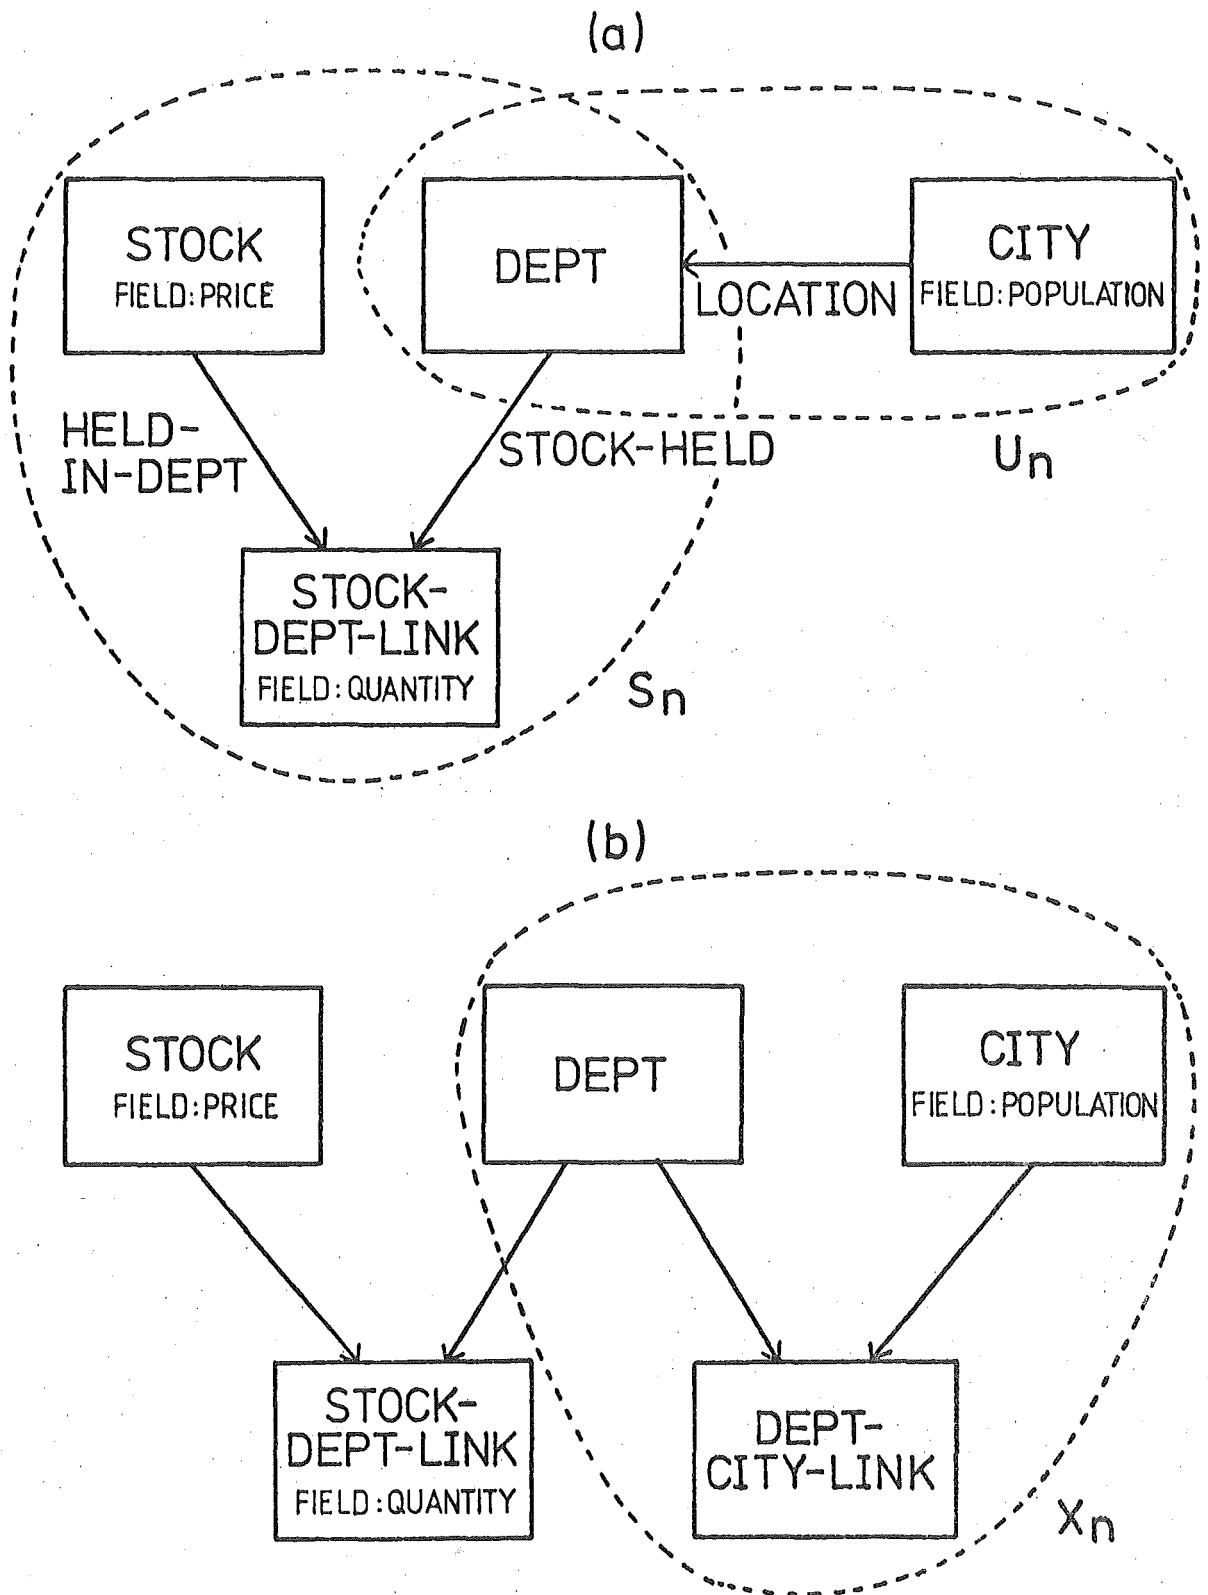 (a)
STOCK
FIELD:PRICE
DEPT
CITY
FIELD:POPULATION
LOCATION
HELD-
IN-DEPT
STOCK-HELD
Un
STOCK-
DEPT-LINK
FIELD:QUANTITY
Sn
(b)
STOCK
FIELD:PRICE
DEPT
CITY
FIELD:POPULATION
STOCK-
DEPT-LINK
FIELD:QUANTITY
DEPT-
CITY-LINK
Xn